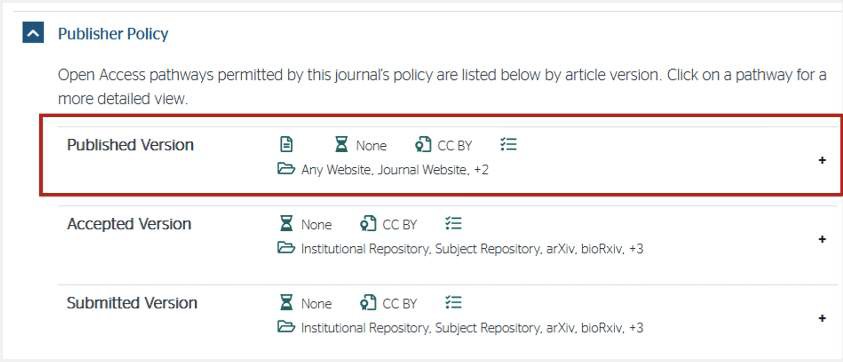 Publisher Policy
Open Access pathways permitted by this journal's policy are listed below by article version. Click on a pathway for a
more detailed view.
Published Version None CC BY +
Any Website, Journal Website, +2
Accepted Version None CC BY +
Institutional Repository, Subject Repository, arXiv, bioRxiv, +3
Submitted Version None CC BY +
Institutional Repository, Subject Repository, arXiv, bioRxiv, +3